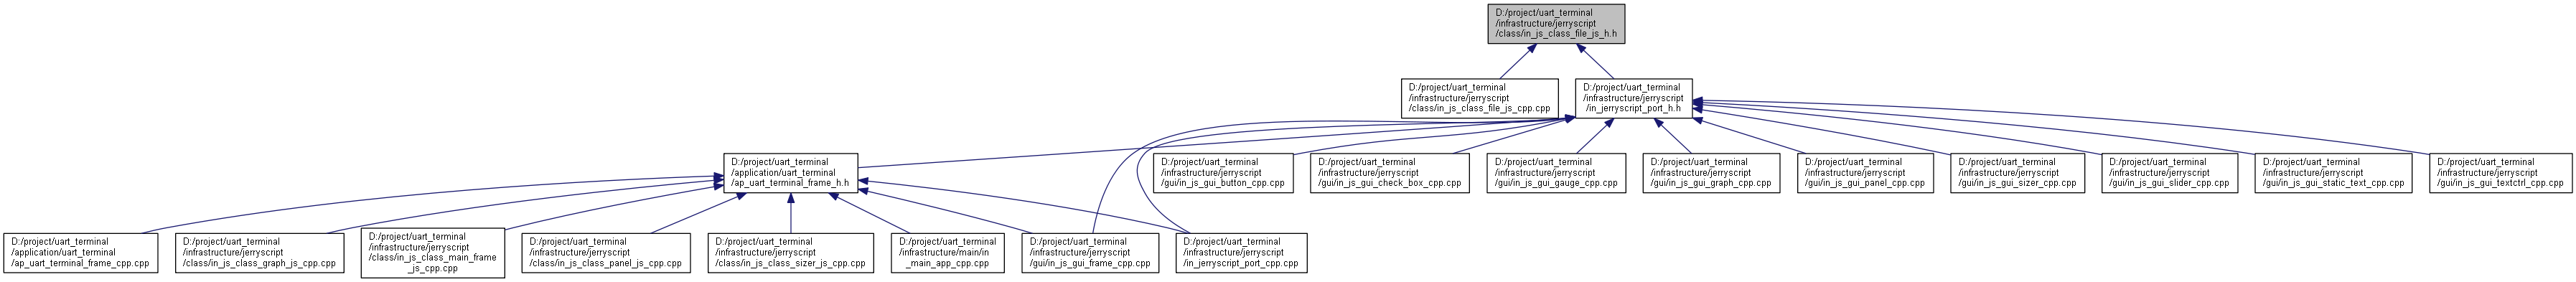 D:/project/uart_terminal
/infrastructure/jerryscript
/class/in_js_class_file_js_h.h
D:/project/uart_terminal
/infrastructure/jerryscript
/class/in_js_class_file_js_cpp.cpp
D:/project/uart_terminal
/infrastructure/jerryscript
/in_jerryscript_port_h.h
D:/project/uart_terminal
/application/uart_terminal
/ap_uart_terminal_frame_h.h
D:/project/uart_terminal
/infrastructure/jerryscript
/gui/in_js_gui_button_cpp.cpp
D:/project/uart_terminal
/infrastructure/jerryscript
/gui/in_js_gui_check_box_cpp.cpp
D:/project/uart_terminal
/infrastructure/jerryscript
/gui/in_js_gui_gauge_cpp.cpp
D:/project/uart_terminal
/infrastructure/jerryscript
/gui/in_js_gui_graph_cpp.cpp
D:/project/uart_terminal
/infrastructure/jerryscript
/gui/in_js_gui_panel_cpp.cpp
D:/project/uart_terminal
/infrastructure/jerryscript
/gui/in_js_gui_sizer_cpp.cpp
D:/project/uart_terminal
/infrastructure/jerryscript
/gui/in_js_gui_slider_cpp.cpp
D:/project/uart_terminal
/infrastructure/jerryscript
/gui/in_js_gui_static_text_cpp.cpp
D:/project/uart_terminal
/infrastructure/jerryscript
/gui/in_js_gui_textctrl_cpp.cpp
D:/project/uart_terminal
/application/uart_terminal
/ap_uart_terminal_frame_cpp.cpp
D:/project/uart_terminal
/infrastructure/jerryscript
/class/in_js_class_graph_js_cpp.cpp
D:/project/uart_terminal
/infrastructure/jerryscript
/class/in_js_class_main_frame
_js_cpp.cpp
D:/project/uart_terminal
/infrastructure/jerryscript
/class/in_js_class_panel_js_cpp.cpp
D:/project/uart_terminal
/infrastructure/jerryscript
/class/in_js_class_sizer_js_cpp.cpp
D:/project/uart_terminal
/infrastructure/main/in
_main_app_cpp.cpp
D:/project/uart_terminal
/infrastructure/jerryscript
/gui/in_js_gui_frame_cpp.cpp
D:/project/uart_terminal
/infrastructure/jerryscript
/in_jerryscript_port_cpp.cpp